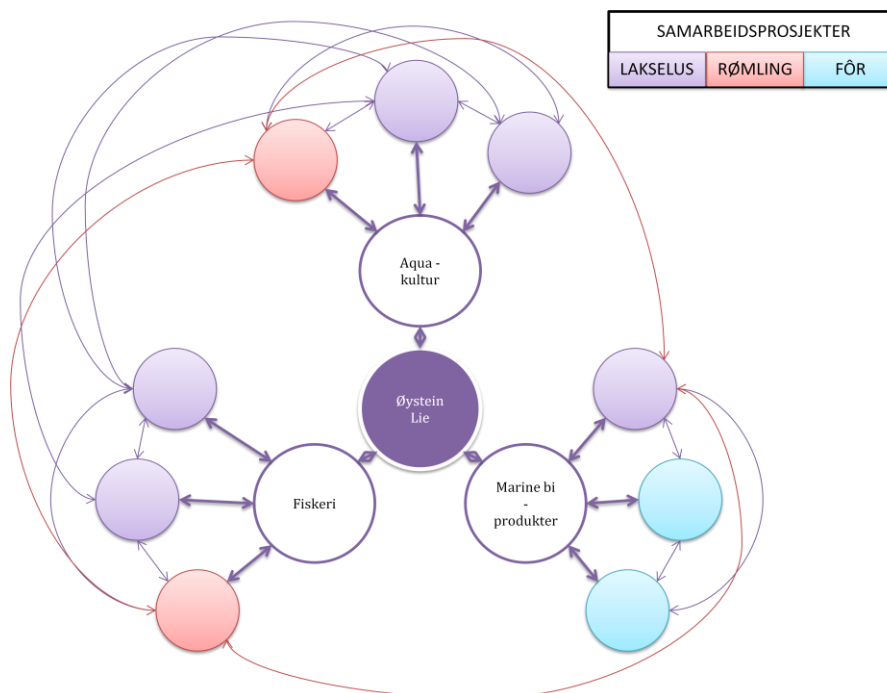 SAMARBEIDSPROSJEKTER
LAKSELUS RØMLING FÔR
Aqua -
kultur
Øystein
Lie
Fiskeri
Marine bi
-
produkter